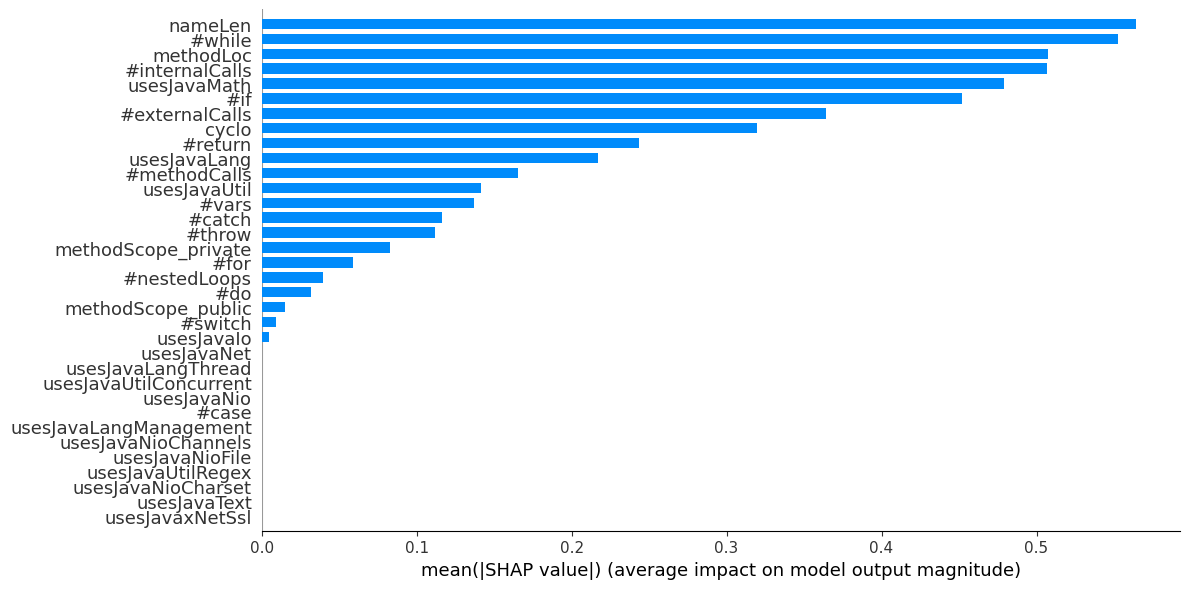 nameLen
#while
methodLoc
#internalCalls
usesJavaMath
#if
#externalCalls
cyclo
#return
usesJavaLang
#methodCalls
usesJavaUtil
#vars
#catch
#throw
methodScope_private
#for
#nestedLoops
#do
methodScope_public
#switch
usesJavaIo
usesJavaNet
usesJavaLangThread
usesJavaUtilConcurrent
usesJavaNio
#case
usesJavaLangManagement
usesJavaNioChannels
usesJavaNioFile
usesJavaUtilRegex
usesJavaNioCharset
usesJavaText
usesJavaxNetSsl
0.0 0.1 0.2 0.3 0.4 0.5
mean(|SHAP value|) (average impact on model output magnitude)